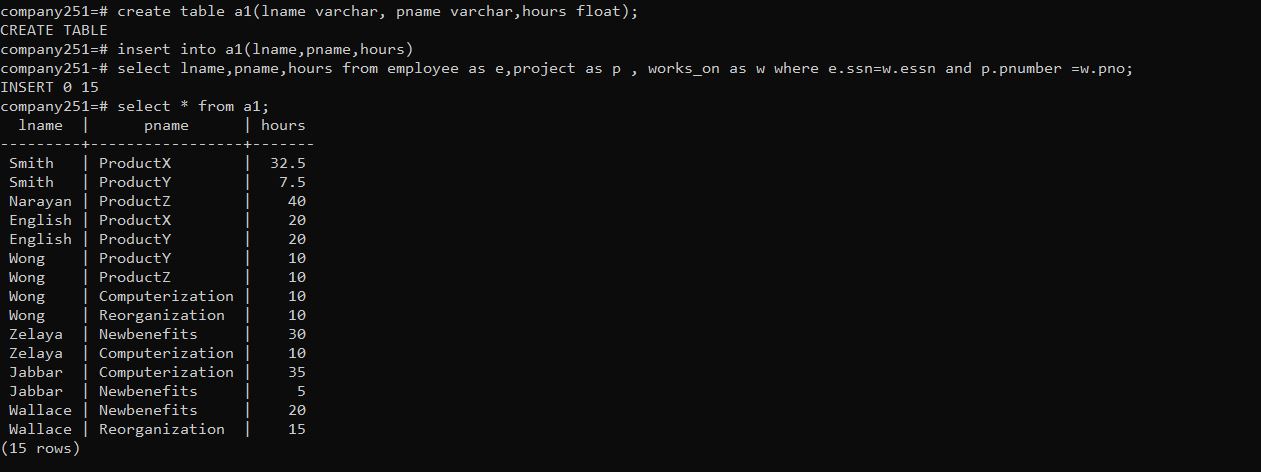 company251=# create table a1(lname varchar, pname varchar,hours float);
CREATE TABLE
company251=# insert into a1(lname,pname,hours)
company251-# select lname,pname,hours from employee as e,project as p , works_on as w where e.ssn=w.essn and p.pnumber =w.pno;
INSERT 0 15
company251=# select * from a1;
  lname  |      pname      | hours
---------+-----------------+-------
 Smith   | ProductX        |  32.5
 Smith   | ProductY        |   7.5
 Narayan | ProductZ        |    40
 English | ProductX        |    20
 English | ProductY        |    20
 Wong    | ProductY        |    10
 Wong    | ProductZ        |    10
 Wong    | Computerization |    10
 Wong    | Reorganization  |    10
 Zelaya  | Newbenefits     |    30
 Zelaya  | Computerization |    10
 Jabbar  | Computerization |    35
 Jabbar  | Newbenefits     |     5
 Wallace | Newbenefits     |    20
 Wallace | Reorganization  |    15
(15 rows)